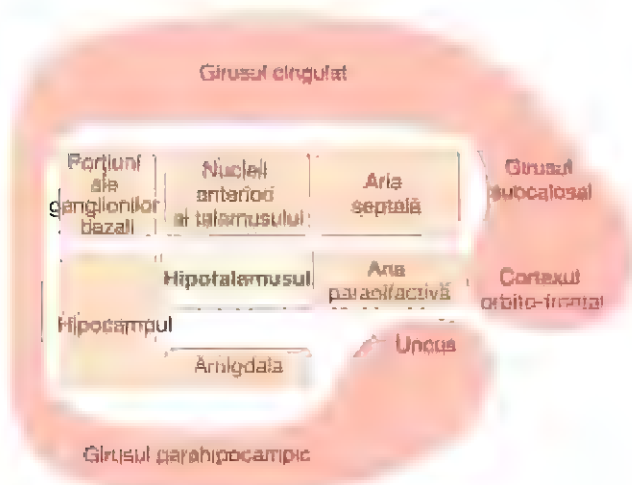 Girusul cingulat
Porțiuni
ale
ganglionilor
bazali
Nucleii
anteriori
ai talamusului
Aria
septală
Girusul
subcalosal
Hipotalamusul
Aria
paraolfactivă
Cortexul
orbito-frontal
Hipocampul
Uncus
Amigdala
Girusul parahipocampic